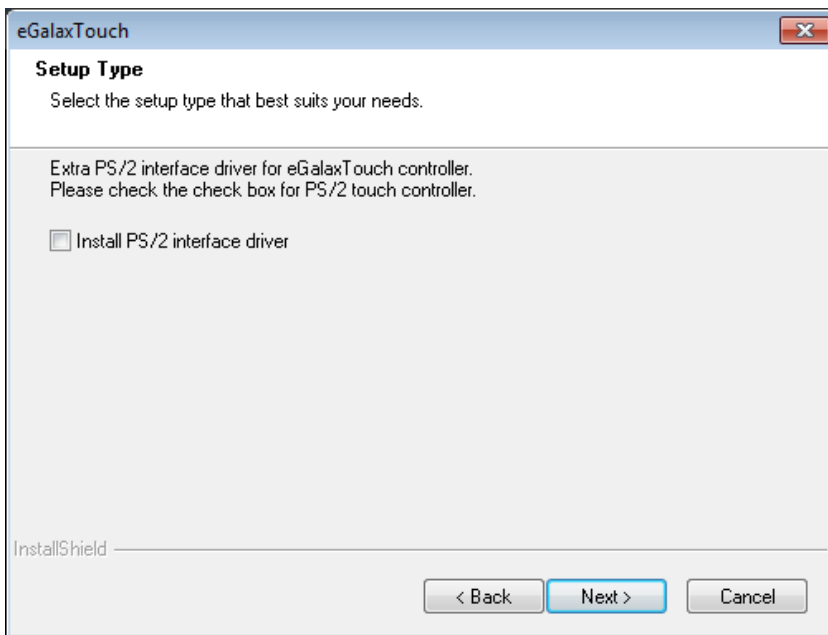 eGalaxTouch
Setup Type
Select the setup type that best suits your needs.
Extra PS/2 interface driver for eGalaxTouch controller.
Please check the check box for PS/2 touch controller.
Install PS/2 interface driver
InstallShield
< Back
Next >
Cancel